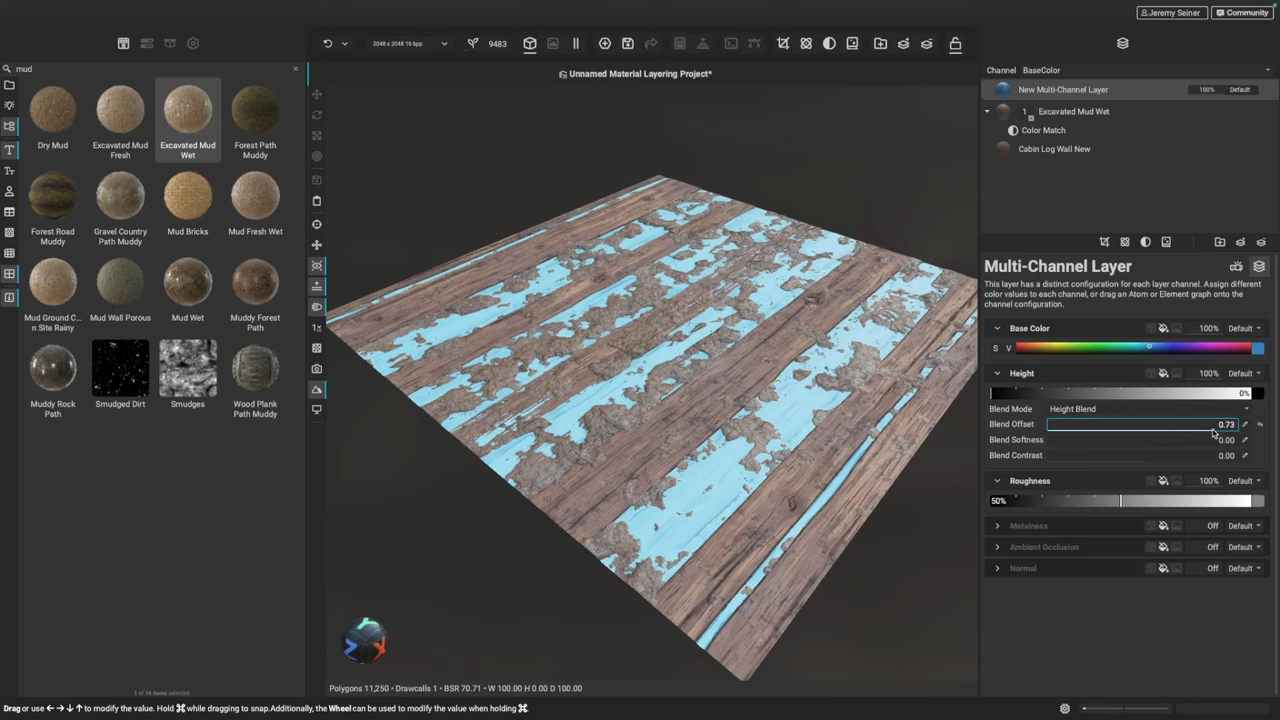 Jeremy Seiner
Community
2048 x 2048 16 bpp
9483
Unnamed Material Layering Project*
mud
Dry Mud
Excavated Mud
Fresh
Excavated Mud
Wet
Forest Path
Muddy
Forest Road
Muddy
Gravel Country
Path Muddy
Mud Bricks
Mud Fresh Wet
Mud Ground C...
n Site Rainy
Mud Wall Porous
Mud Wet
Muddy Forest
Path
Muddy Rock
Path
Smudged Dirt
Smudges
Wood Plank
Path Muddy
1 of 16 items selected
1x
Polygons 11,250 • Drawcalls 1 • BSR 70.71 • W 100.00 H 0.00 D 100.00
Channel BaseColor
New Multi-Channel Layer 100% Default
1 Excavated Mud Wet
Color Match
Cabin Log Wall New
Multi-Channel Layer
This layer has a distinct configuration for each layer channel. Assign different
color values to each channel, or drag an Atom or Element graph onto the
channel configuration.
Base Color 100% Default
S V
Height 100% Default
0%
Blend Mode Height Blend
Blend Offset 0.73
Blend Softness 0.00
Blend Contrast 0.00
Roughness 100% Default
50%
Metalness Off Default
Ambient Occlusion Off Default
Normal Off Default
Drag or use ← → ↓ ↑ to modify the value. Hold ⌘ while dragging to snap.Additionally, the Wheel can be used to modify the value when holding ⌘.